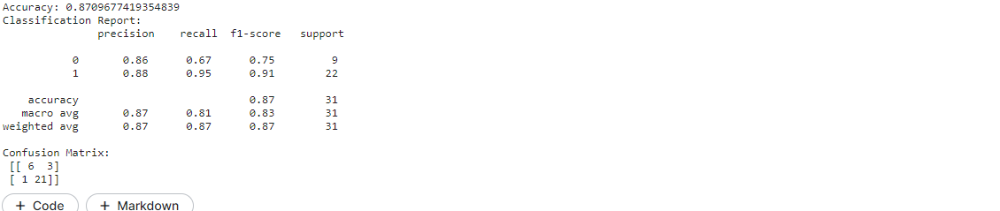 Accuracy: 0.8709677419354839
Classification Report:
precision recall f1-score support
0 0.86 0.67 0.75 9
1 0.88 0.95 0.91 22
accuracy 0.87 31
macro avg 0.87 0.81 0.83 31
weighted avg 0.87 0.87 0.87 31
Confusion Matrix:
[[ 6 3]
[ 1 21]]
+ Code + Markdown